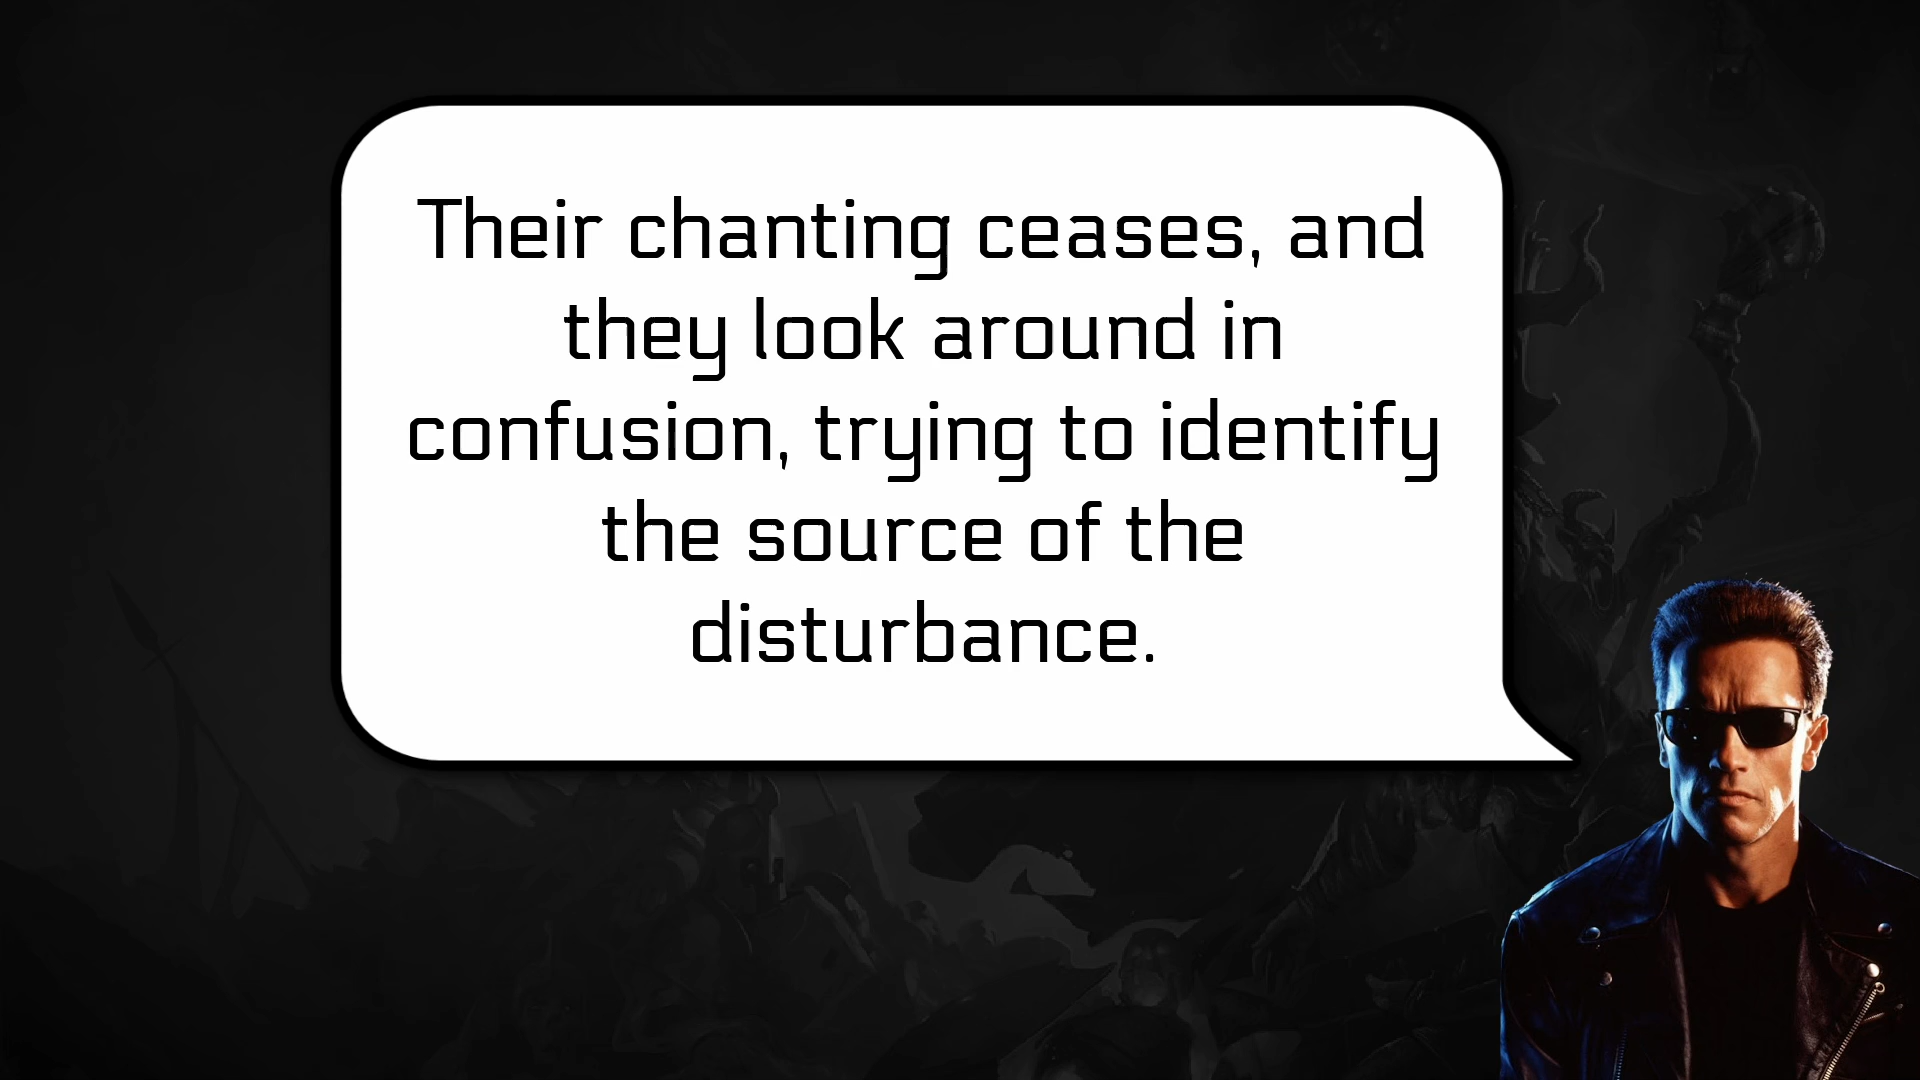 Their chanting ceases, and
they look around in
confusion, trying to identify
the source of the
disturbance.